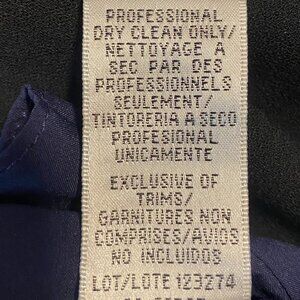 PROFESSIONAL
DRY CLEAN ONLY/
NETTOYAGE A
SEC PAR DES
PROFESSIONNELS
SEULEMENT/
TINTORERIA A SECO
PROFESIONAL
UNICAMENTE
EXCLUSIVE OF
TRIMS/
GARNITURES NON
COMPRISES/AVIOS
NO INCLUIDOS
LOT/LOTE 123274